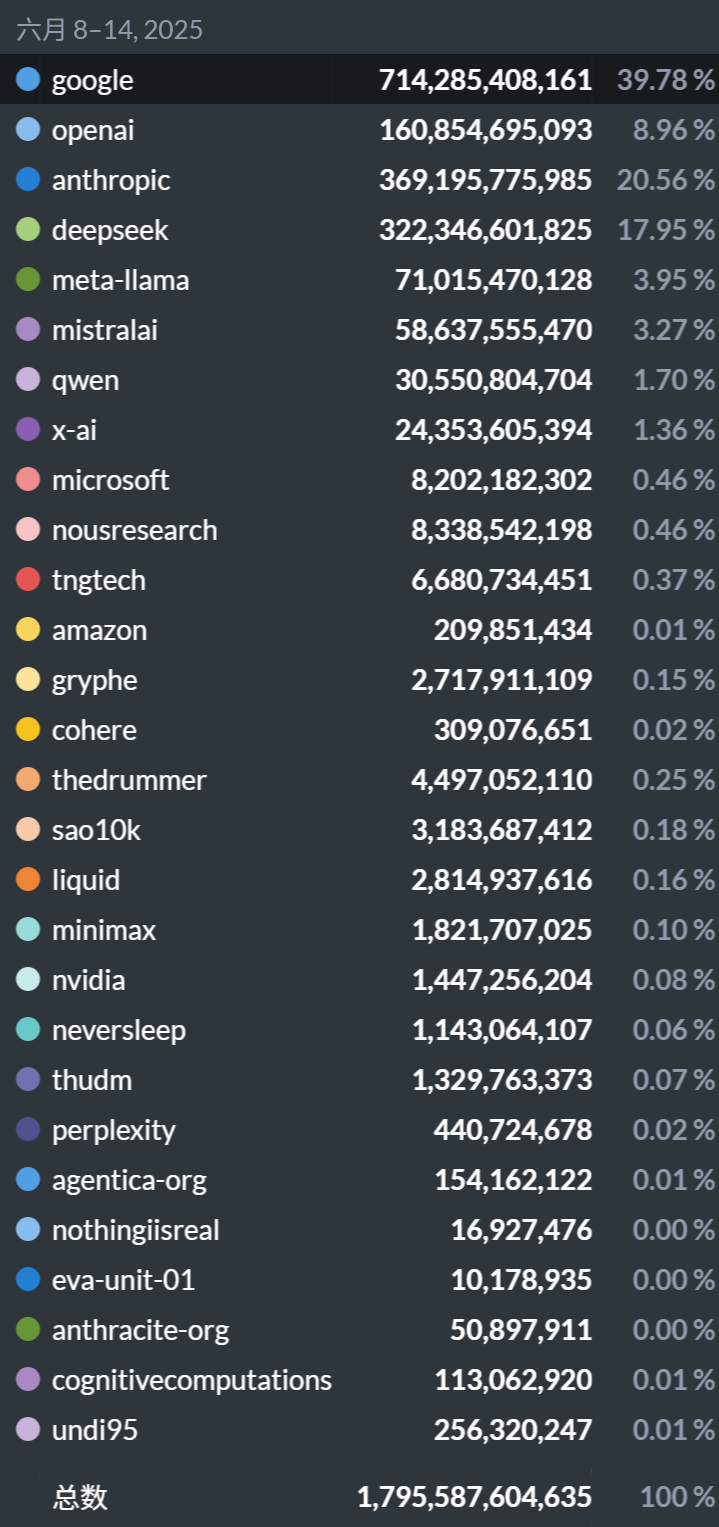 六月 8–14, 2025
google 714,285,408,161 39.78 %
openai 160,854,695,093 8.96 %
anthropic 369,195,775,985 20.56 %
deepseek 322,346,601,825 17.95 %
meta-llama 71,015,470,128 3.95 %
mistralai 58,637,555,470 3.27 %
qwen 30,550,804,704 1.70 %
x-ai 24,353,605,394 1.36 %
microsoft 8,202,182,302 0.46 %
nousresearch 8,338,542,198 0.46 %
tngtech 6,680,734,451 0.37 %
amazon 209,851,434 0.01 %
gryphe 2,717,911,109 0.15 %
cohere 309,076,651 0.02 %
thedrummer 4,497,052,110 0.25 %
sao10k 3,183,687,412 0.18 %
liquid 2,814,937,616 0.16 %
minimax 1,821,707,025 0.10 %
nvidia 1,447,256,204 0.08 %
neversleep 1,143,064,107 0.06 %
thudm 1,329,763,373 0.07 %
perplexity 440,724,678 0.02 %
agentica-org 154,162,122 0.01 %
nothingiisreal 16,927,476 0.00 %
eva-unit-01 10,178,935 0.00 %
anthracite-org 50,897,911 0.00 %
cognitivecomputations 113,062,920 0.01 %
undi95 256,320,247 0.01 %
总数 1,795,587,604,635 100 %